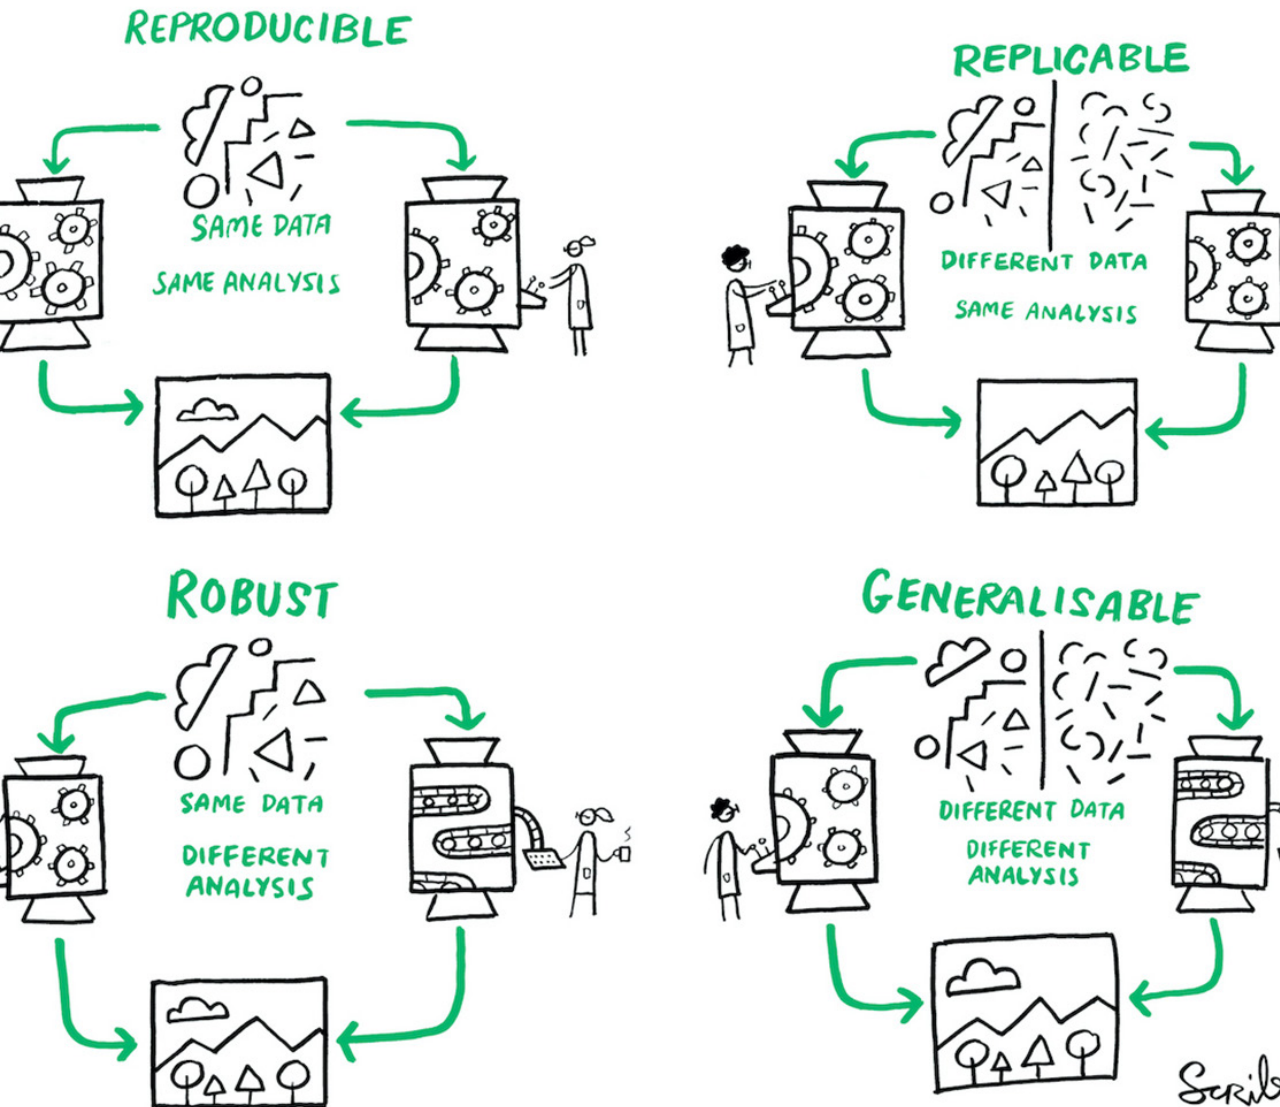 REPRODUCIBLE
SAME DATA
SAME ANALYSIS
REPLICABLE
DIFFERENT DATA
SAME ANALYSIS
ROBUST
SAME DATA
DIFFERENT
ANALYSIS
GENERALISABLE
DIFFERENT DATA
DIFFERENT
ANALYSIS